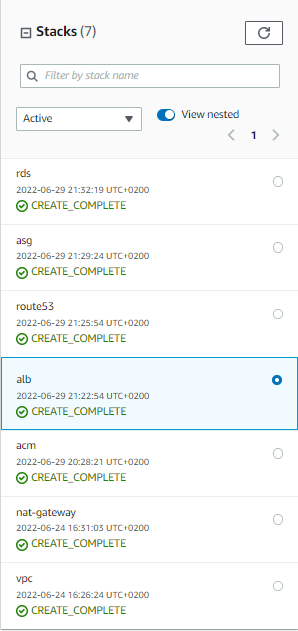 Stacks (7)
Filter by stack name
Active
View nested
1
rds
2022-06-29 21:32:19 UTC+0200
CREATE_COMPLETE
asg
2022-06-29 21:29:24 UTC+0200
CREATE_COMPLETE
route53
2022-06-29 21:25:54 UTC+0200
CREATE_COMPLETE
alb
2022-06-29 21:22:54 UTC+0200
CREATE_COMPLETE
acm
2022-06-29 20:28:21 UTC+0200
CREATE_COMPLETE
nat-gateway
2022-06-24 16:31:03 UTC+0200
CREATE_COMPLETE
vpc
2022-06-24 16:26:24 UTC+0200
CREATE_COMPLETE